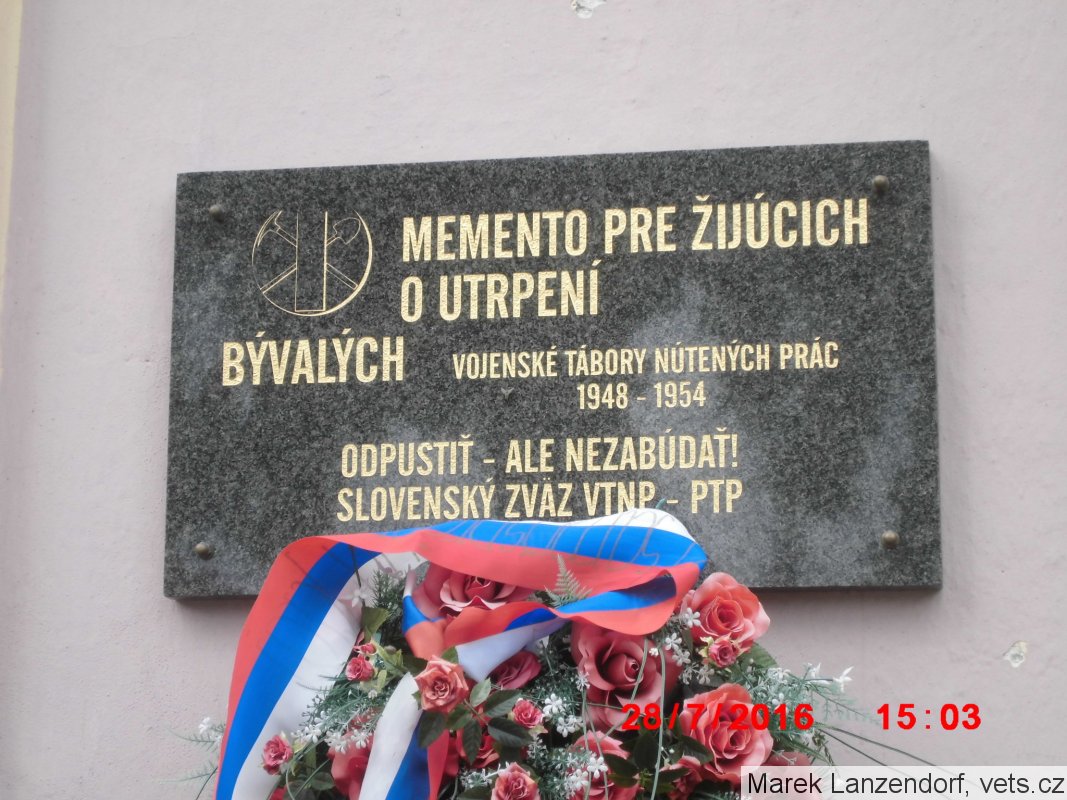 MEMENTO PRE ŽIJÚCICH
O UTRPENÍ
BÝVALÝCH VOJENSKÉ TÁBORY NÚTENÝCH PRÁC
1948 - 1954
ODPUSTIŤ - ALE NEZABÚDAŤ!
SLOVENSKÝ ZVÄZ VTNP - PTP
28/7/2016 15:03
Marek Lanzendorf, vets.cz